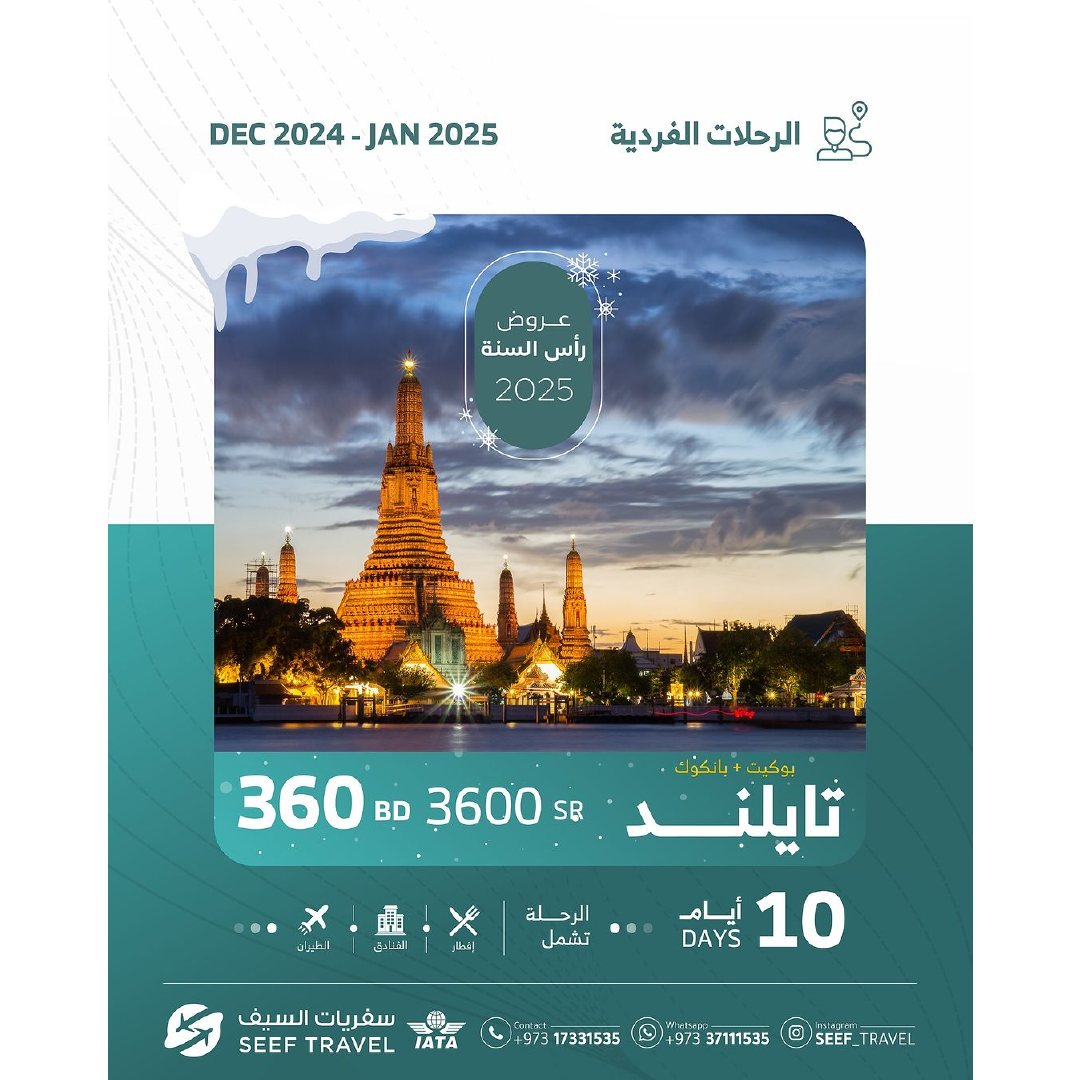 الرحلات الفردية
DEC 2024 - JAN 2025
عروض
رأس السنة
2025
بوكيت + بانكوك
تايلنـــد
360 BD 3600 SR
10 أيام
DAYS
الرحلة
تشمل
إفطار
الفنادق
الطيران
سفريات السيف
SEEF TRAVEL
IATA
Contact
+973 17331535
Whatsapp
+973 37111535
Instagram
SEEF_TRAVEL